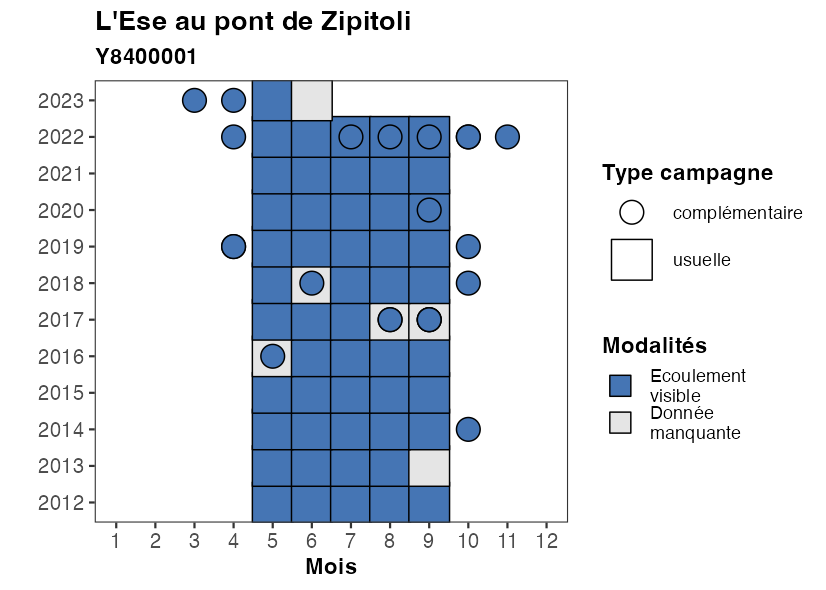 L'Ese au pont de Zipitoli
Y8400001
2023
2022
2021
2020
2019
2018
2017
2016
2015
2014
2013
2012
1 2 3 4 5 6 7 8 9 10 11 12
Mois
Type campagne
complémentaire
usuelle
Modalités
Ecoulement
visible
Donnée
manquante